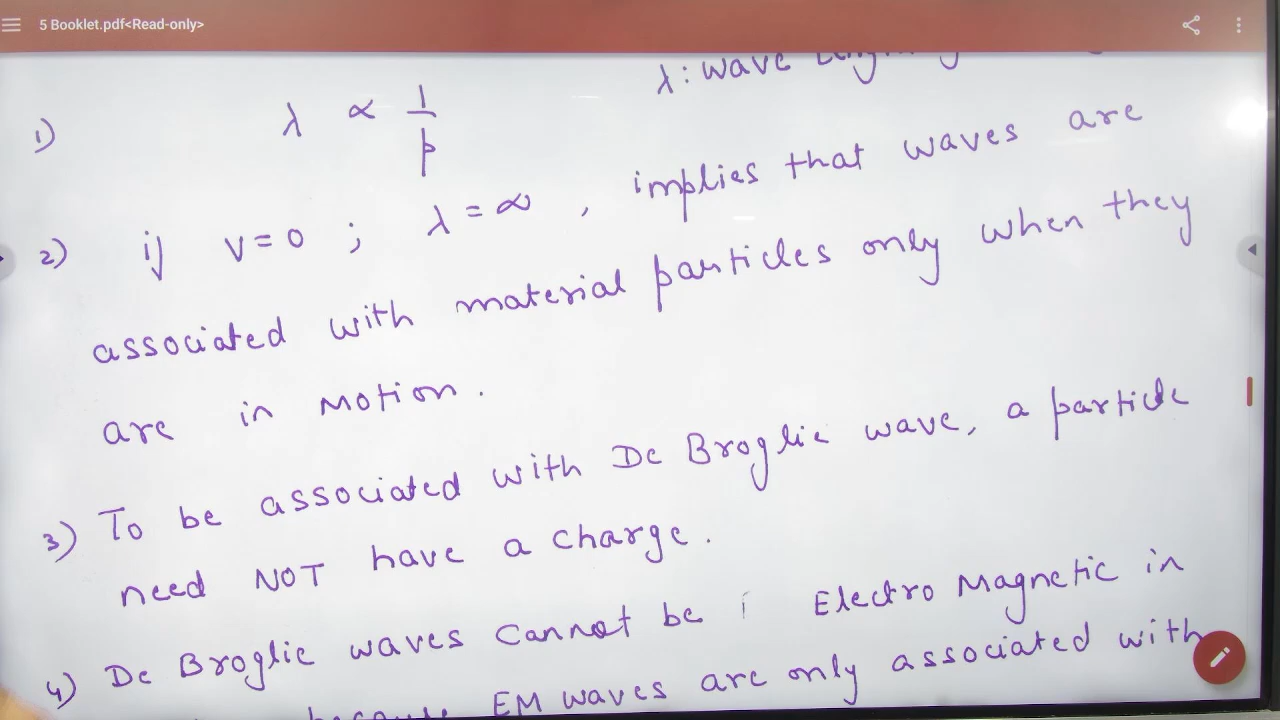 5 Booklet.pdf<Read-only>
λ : wave
1) λ ∝ 1/p
2) if v = 0 ; λ = ∞ , implies that waves are
associated with material particles only when they
are in Motion .
3) To be associated with De Broglie wave, a particle
need NOT have a charge .
4) De Broglie waves Cannot be Electro Magnetic in
because EM waves are only associated with